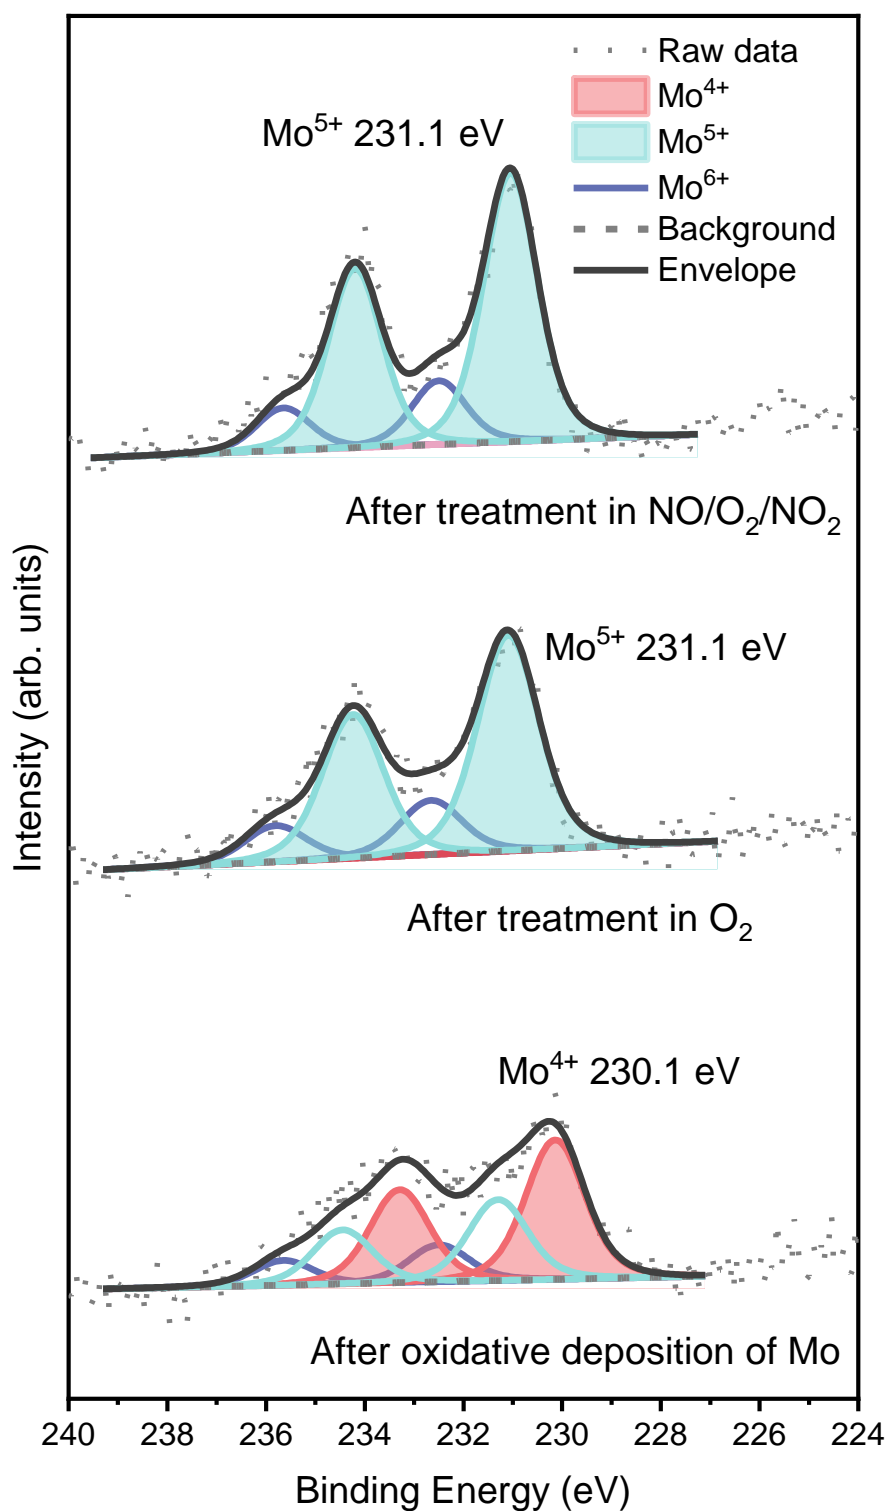 Raw data
Mo⁴⁺
Mo⁵⁺
Mo⁶⁺
Background
Envelope
Mo⁵⁺ 231.1 eV
After treatment in NO/O₂/NO₂
Mo⁵⁺ 231.1 eV
After treatment in O₂
Mo⁴⁺ 230.1 eV
After oxidative deposition of Mo
Intensity (arb. units)
240 238 236 234 232 230 228 226 224
Binding Energy (eV)